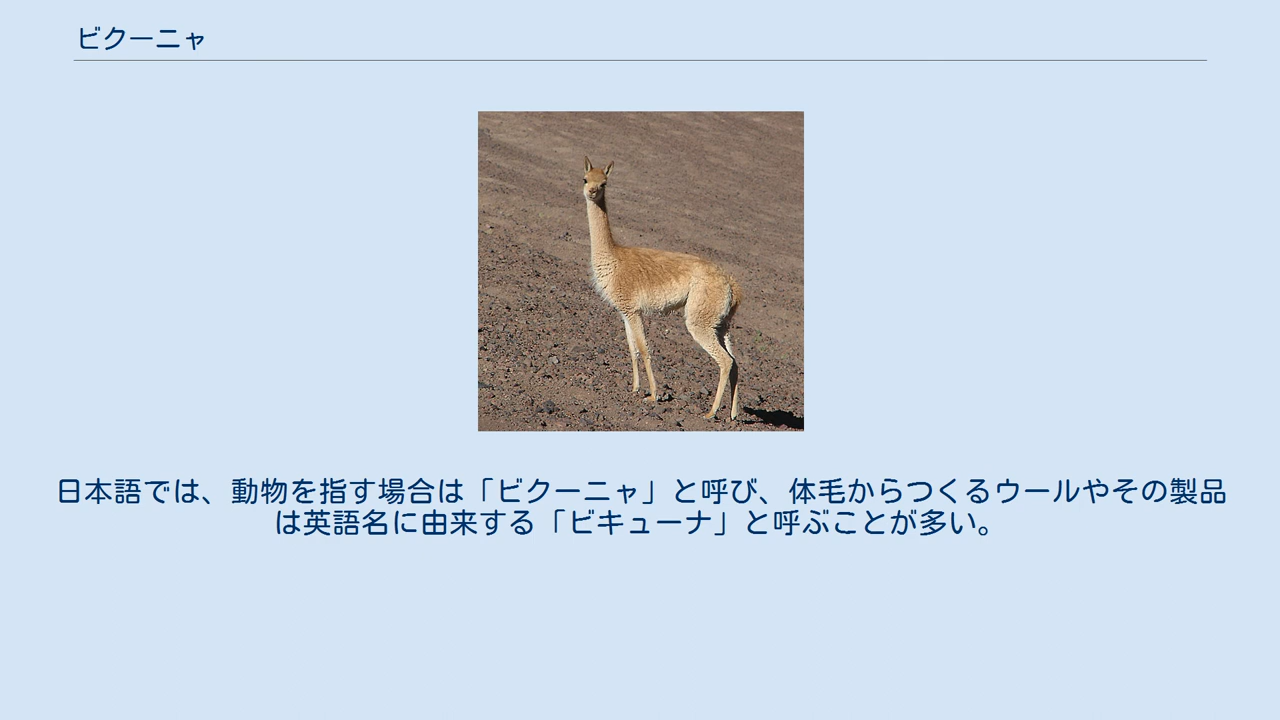 ビクーニャ
日本語では、動物を指す場合は「ビクーニャ」と呼び、体毛からつくるウールやその製品
は英語名に由来する「ビキューナ」と呼ぶことが多い。